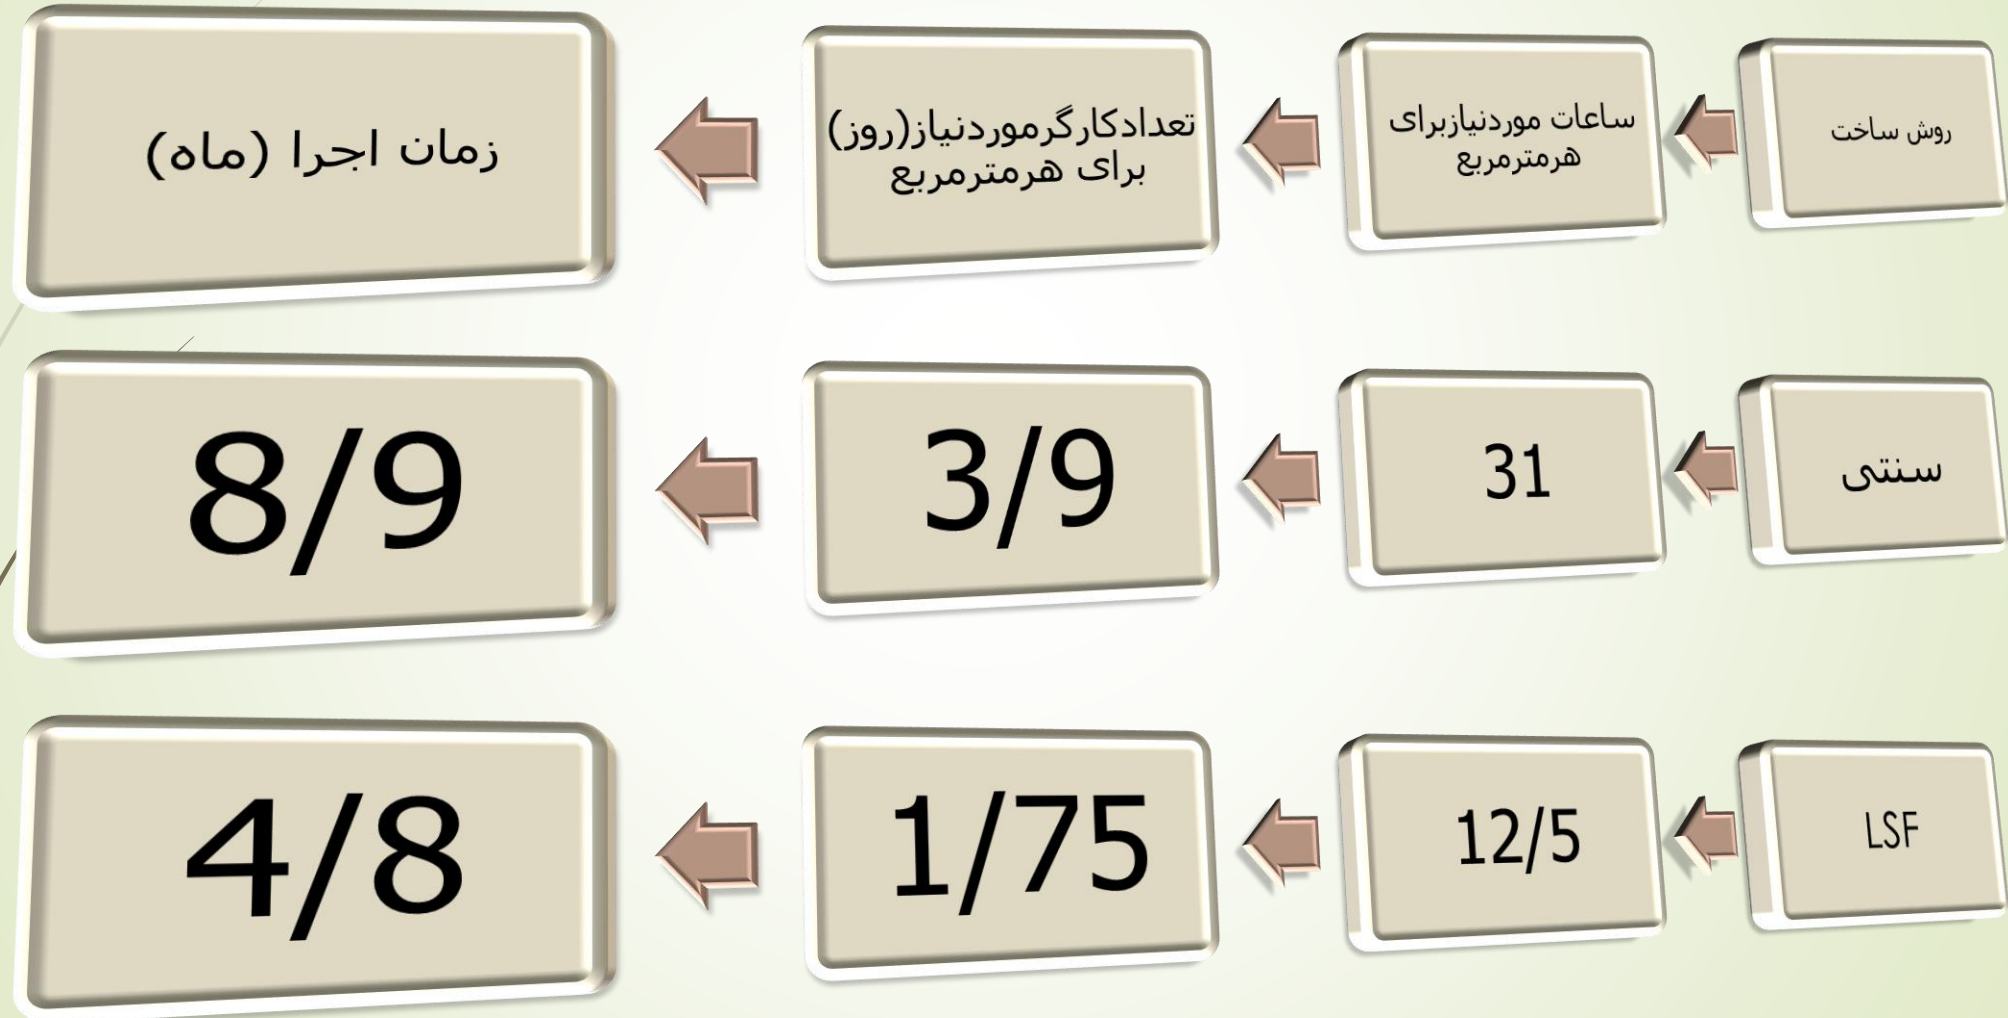 روش ساخت
ساعات موردنیازبرای
هرمترمربع
تعدادکارگرموردنیاز(روز)
برای هرمترمربع
زمان اجرا (ماه)
سنتی
31
3/9
8/9
LSF
12/5
1/75
4/8